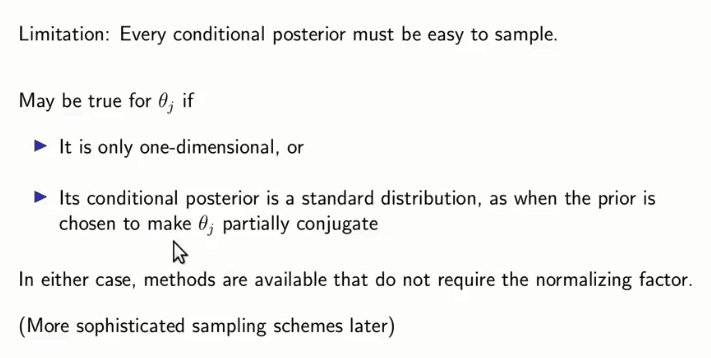 Limitation: Every conditional posterior must be easy to sample.
May be true for θⱼ if
▶ It is only one-dimensional, or
▶ Its conditional posterior is a standard distribution, as when the prior is
chosen to make θⱼ partially conjugate
In either case, methods are available that do not require the normalizing factor.
(More sophisticated sampling schemes later)